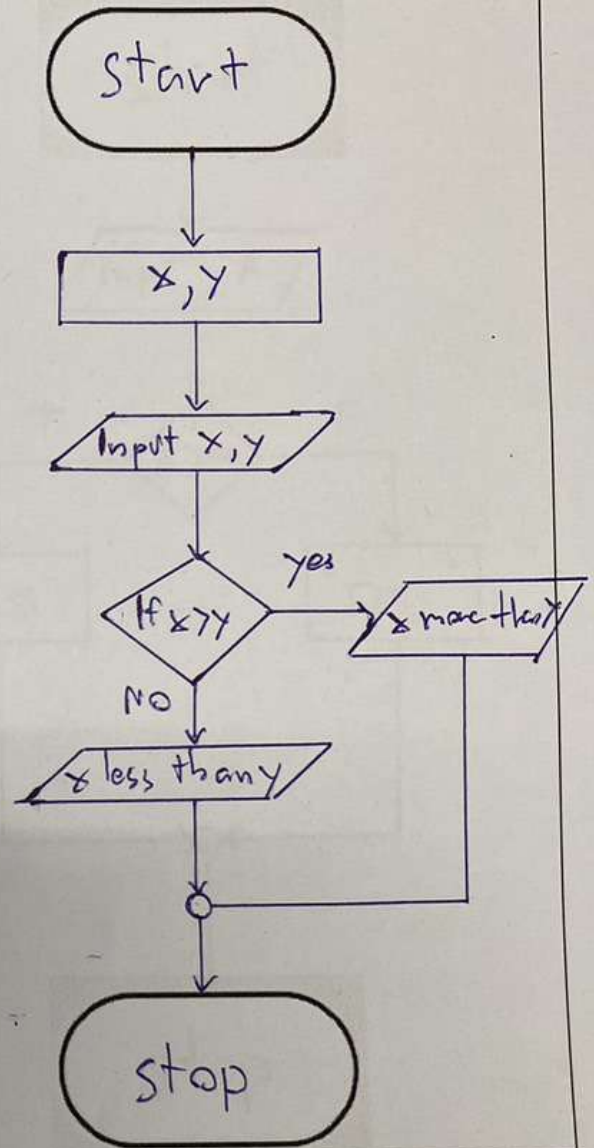 start
x, y
Input x, y
If x>y
yes
x more than y
NO
x less than y
stop